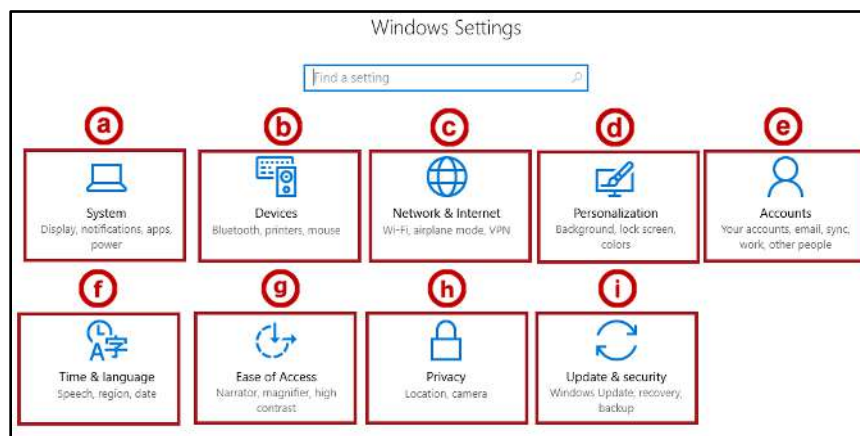 Windows Settings
Find a setting
a b c d e
System Devices Network & Internet Personalization Accounts
Display, notifications, apps, Bluetooth, printers, mouse Wi-Fi, airplane mode, VPN Background, lock screen, Your accounts, email, sync,
power colors work, other people
f g h i
A字
Time & language Ease of Access Privacy Update & security
Speech, region, date Narrator, magnifier, high Location, camera Windows Update, recovery,
contrast backup